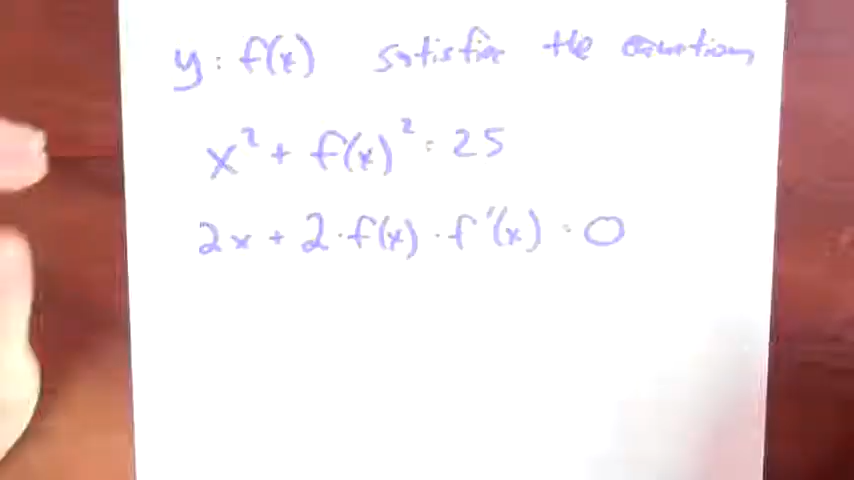 y = f(x) satisfies the equation
x² + f(x)² = 25
2x + 2·f(x)·f'(x) = 0